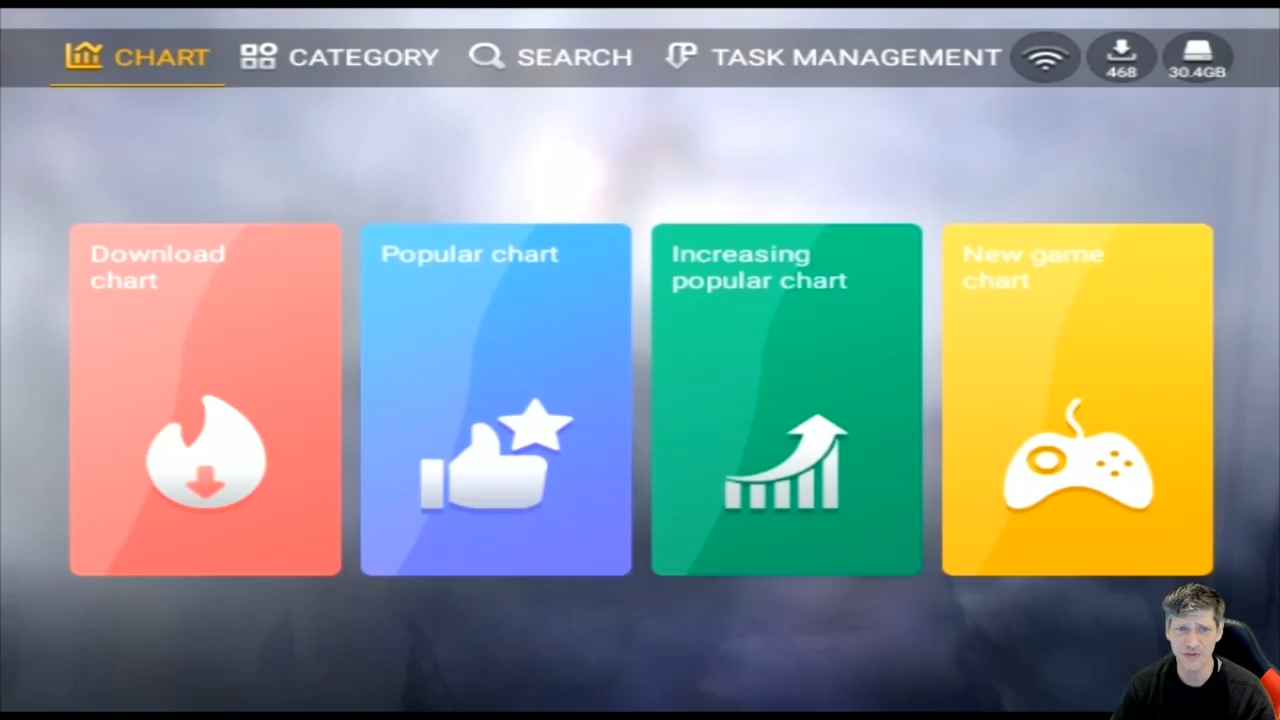 CHART CATEGORY SEARCH TASK MANAGEMENT 468 30.4GB
Download
chart
Popular chart
Increasing
popular chart
New game
chart